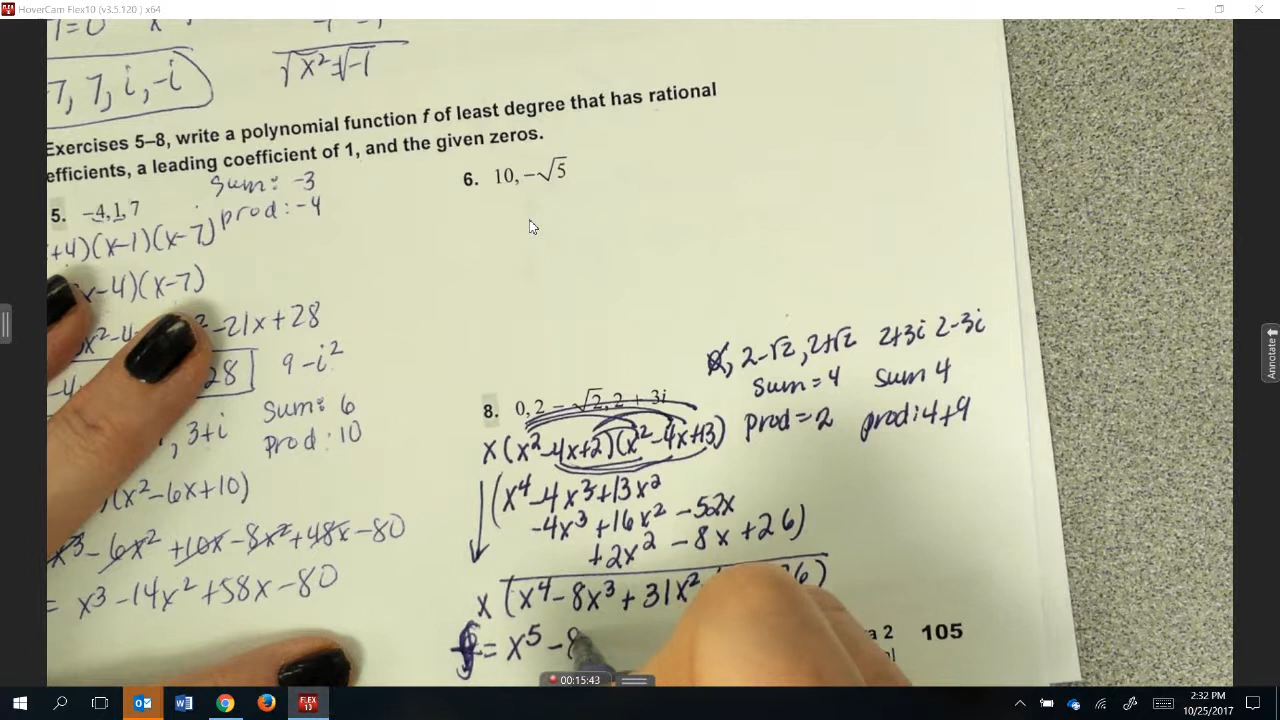 HoverCam Flex10 (v3.5.120) x64
-1=0 x
√x²=√-1
-7, 7, i, -i
Exercises 5–8, write a polynomial function f of least degree that has rational
efficients, a leading coefficient of 1, and the given zeros.
5. −4, 1, 7
sum: -3
prod: -4
+4)(x-1)(x-7)
x-4)(x-7)
-21x+28
28
9-i²
, 3+i
sum: 6
prod: 10
(x²-6x+10)
x³-6x²+10x-8x²+48x-80
= x³-14x²+58x-80
6. 10, −√5
8. 0, 2 − √2, 2 + 3i
2-√2, 2+√2 2+3i 2-3i
sum=4 sum 4
prod=2 prod: 4+9
x(x²-4x+2)(x²-4x+13)
(x⁴-4x³+13x²
-4x³+16x²-52x
+2x²-8x+26)
x(x⁴-8x³+31x² 26)
f= x⁵-8
a 2 105
Annotate
00:15:43
FLEX 10
2:32 PM
10/25/2017